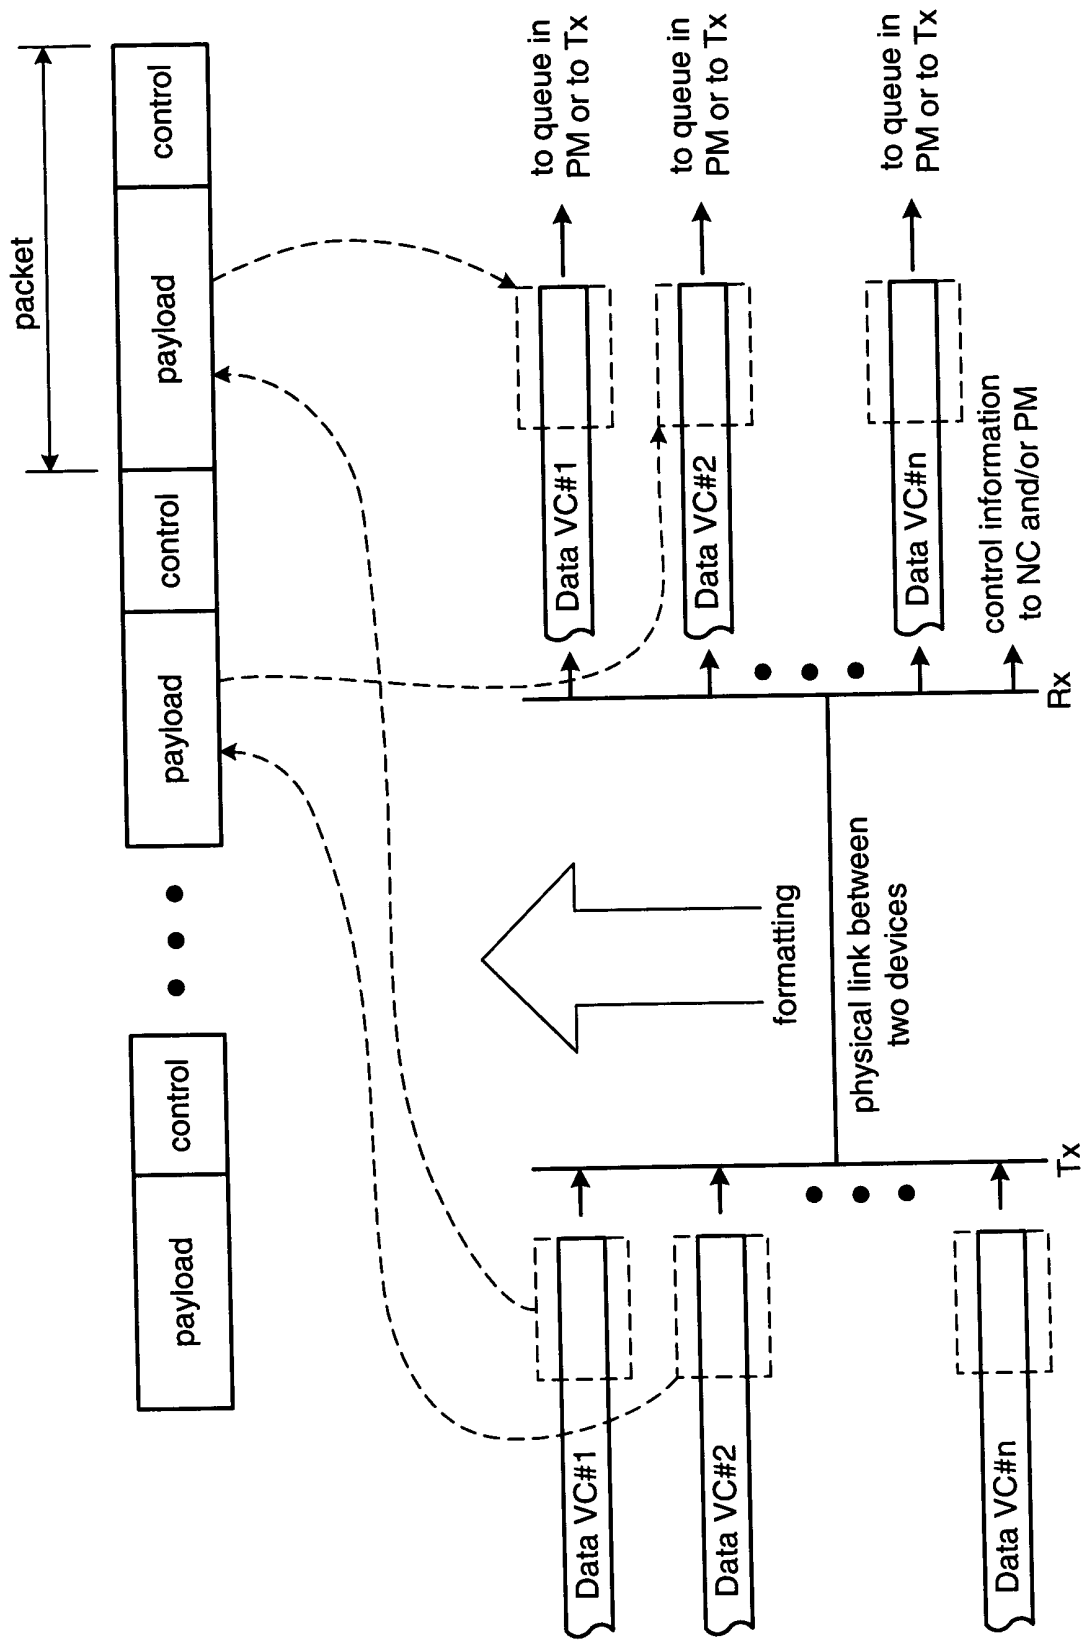 packet
payload
control
payload
control
payload
control
formatting
Data VC#1
Data VC#2
Data VC#n
Tx
physical link between
two devices
Rx
Data VC#1
Data VC#2
Data VC#n
to queue in
PM or to Tx
to queue in
PM or to Tx
to queue in
PM or to Tx
control information
to NC and/or PM